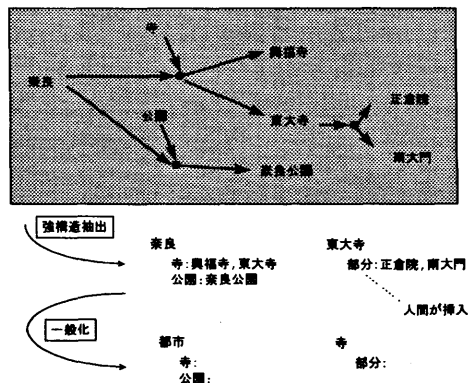 寺
興福寺
奈良
正倉院
公園
東大寺
南大門
奈良公園
強構造抽出
奈良
寺:興福寺,東大寺
公園:奈良公園
東大寺
部分:正倉院,南大門
人間が挿入
一般化
都市
寺:
公園:
寺
部分: